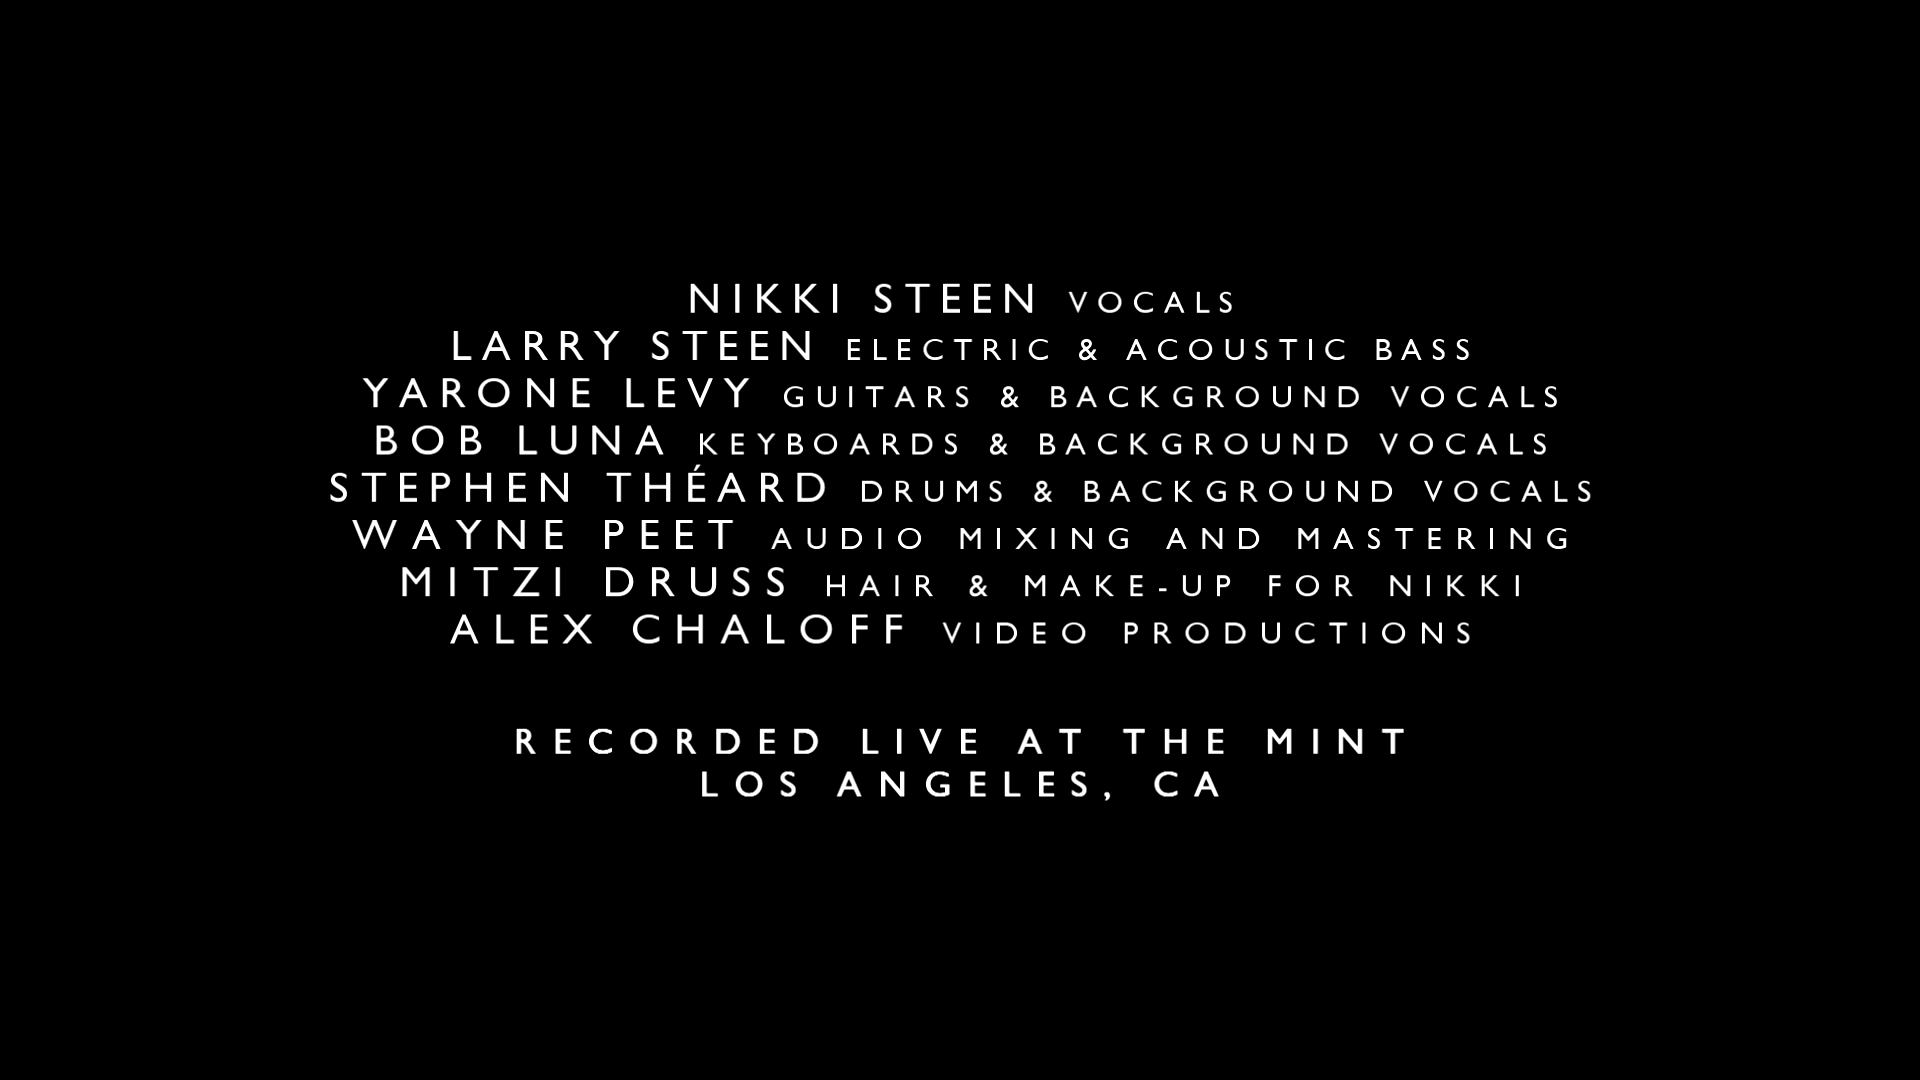 NIKKI STEEN VOCALS
LARRY STEEN ELECTRIC & ACOUSTIC BASS
YARONE LEVY GUITARS & BACKGROUND VOCALS
BOB LUNA KEYBOARDS & BACKGROUND VOCALS
STEPHEN THÉARD DRUMS & BACKGROUND VOCALS
WAYNE PEET AUDIO MIXING AND MASTERING
MITZI DRUSS HAIR & MAKE-UP FOR NIKKI
ALEX CHALOFF VIDEO PRODUCTIONS
RECORDED LIVE AT THE MINT
LOS ANGELES, CA